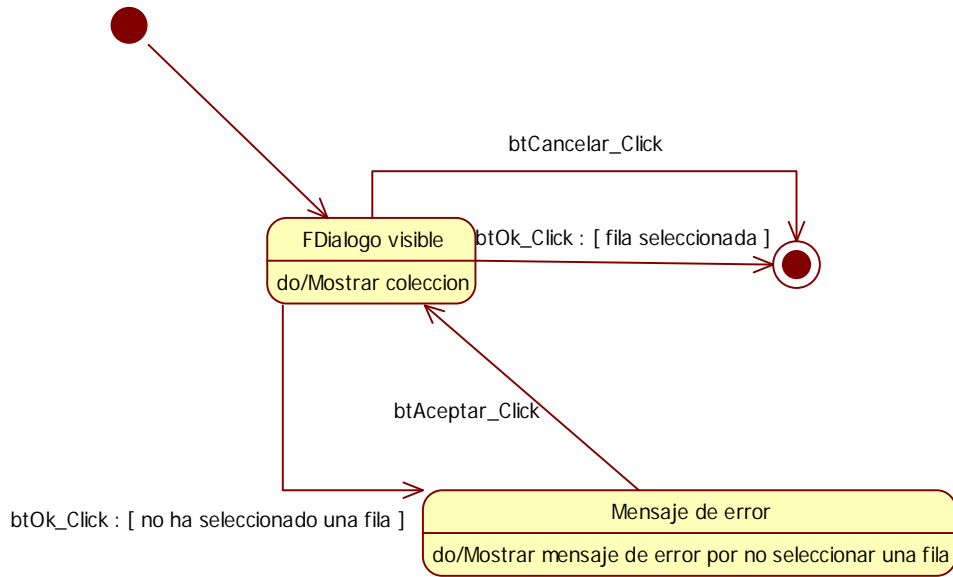 btCancelar_Click
FDialogo visible
btOk_Click : [ fila seleccionada ]
do/Mostrar coleccion
btAceptar_Click
btOk_Click : [ no ha seleccionado una fila ]
Mensaje de error
do/Mostrar mensaje de error por no seleccionar una fila